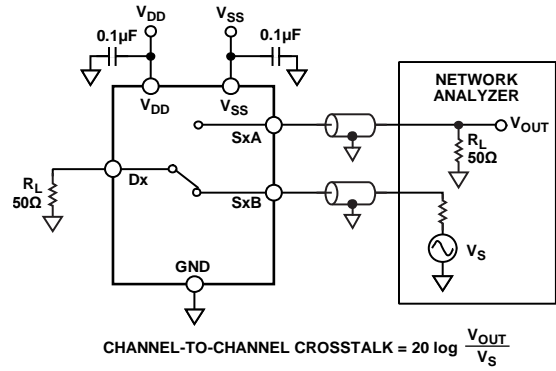 VDD
VSS
0.1µF
0.1µF
VDD
VSS
NETWORK
ANALYZER
SxA
VOUT
RL
50Ω
RL
50Ω
Dx
SxB
VS
GND
CHANNEL-TO-CHANNEL CROSSTALK = 20 log VOUT
VS